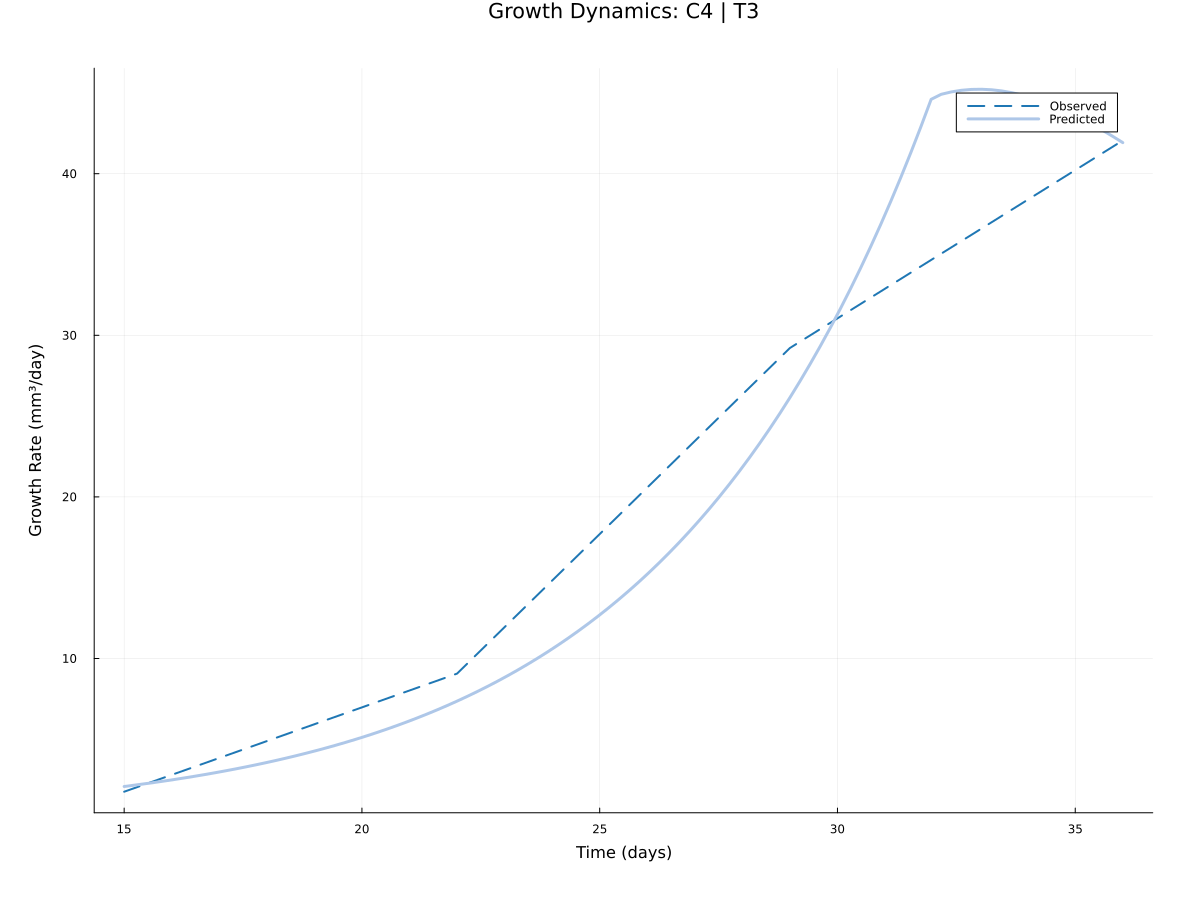 Growth Dynamics: C4 | T3
Observed
Predicted
Growth Rate (mm³/day)
40
30
20
10
15 20 25 30 35
Time (days)